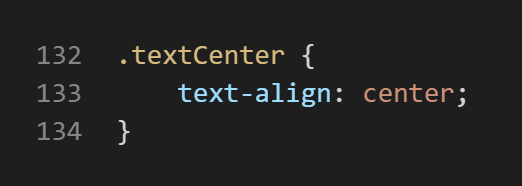 132 .textCenter {
133     text-align: center;
134 }